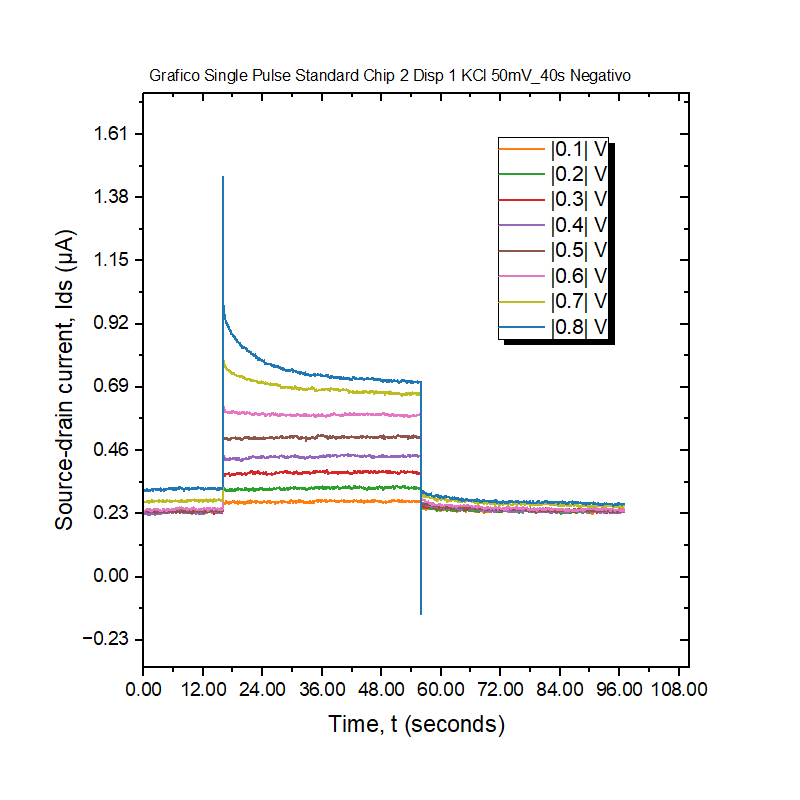 Grafico Single Pulse Standard Chip 2 Disp 1 KCl 50mV_40s Negativo
1.61
1.38
1.15
0.92
0.69
0.46
0.23
0.00
−0.23
Source-drain current, Ids (μA)
|0.1| V
|0.2| V
|0.3| V
|0.4| V
|0.5| V
|0.6| V
|0.7| V
|0.8| V
0.00 12.00 24.00 36.00 48.00 60.00 72.00 84.00 96.00 108.00
Time, t (seconds)